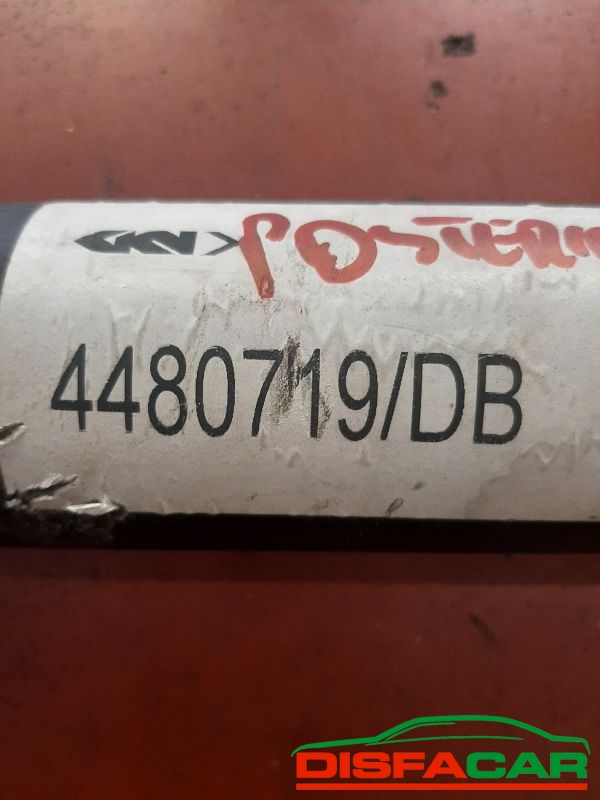 GKN POSTERI
4480719/DB
DISFACAR